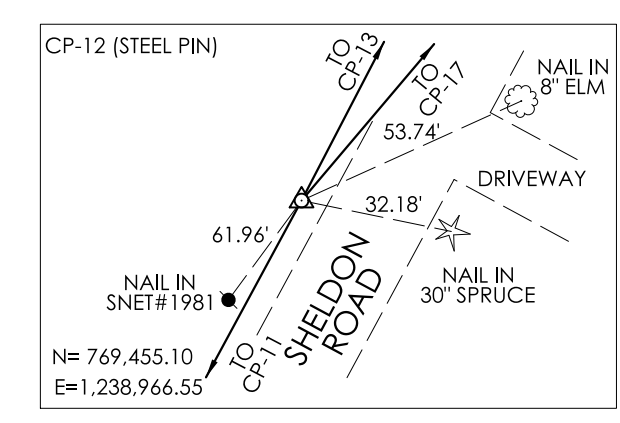 CP-12 (STEEL PIN)
TO
CP-13
TO
CP-17
NAIL IN
8" ELM
53.74'
DRIVEWAY
32.18'
61.96'
NAIL IN
SNET#1981
SHELDON
ROAD
NAIL IN
30" SPRUCE
TO
CP-11
N= 769,455.10
E=1,238,966.55